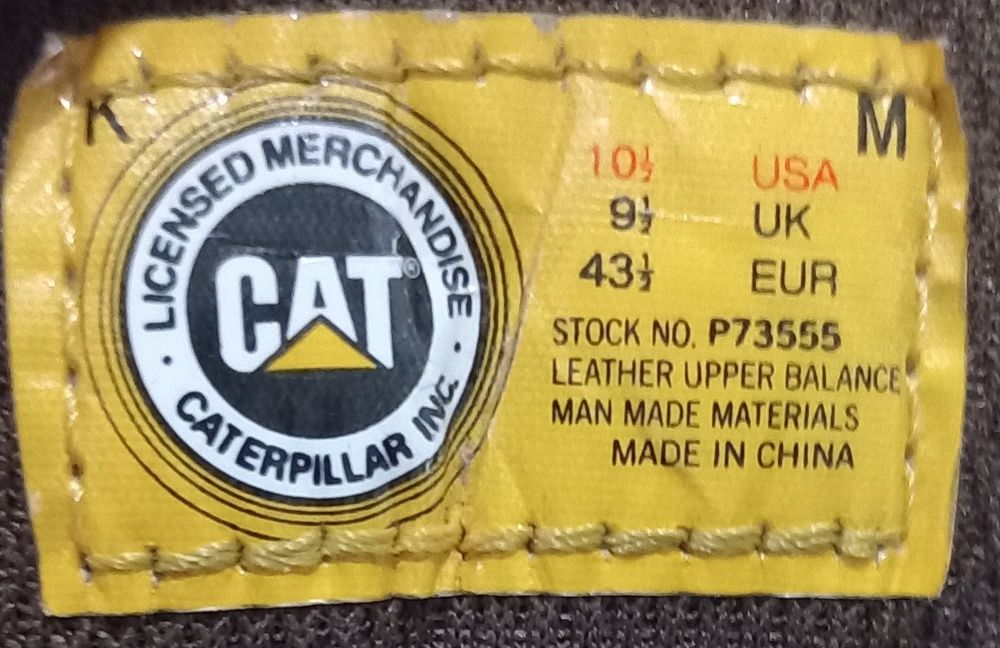 K
M
LICENSED MERCHANDISE
CAT®
· CATERPILLAR INC. ·
10½ USA
9½ UK
43½ EUR
STOCK NO. P73555
LEATHER UPPER BALANCE
MAN MADE MATERIALS
MADE IN CHINA